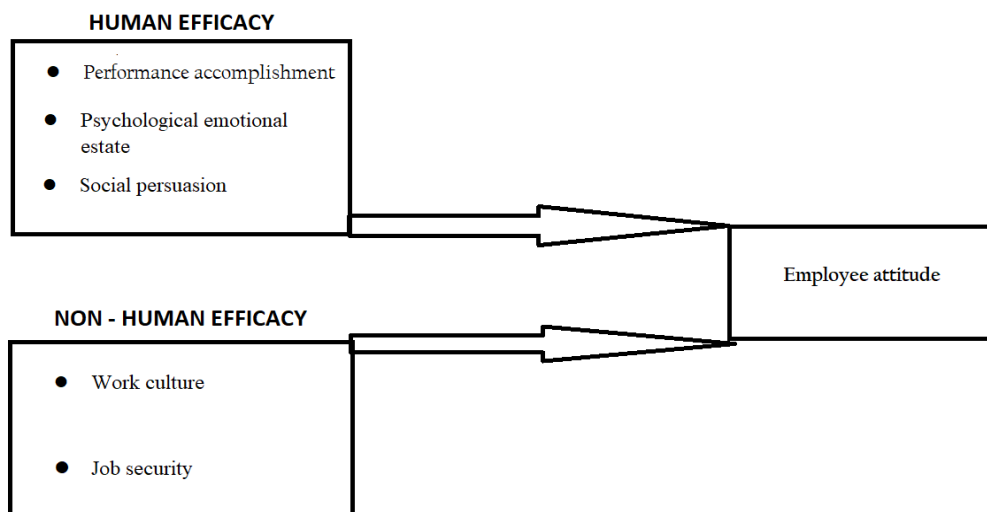 HUMAN EFFICACY
● Performance accomplishment
● Psychological emotional
estate
● Social persuasion
Employee attitude
NON - HUMAN EFFICACY
● Work culture
● Job security